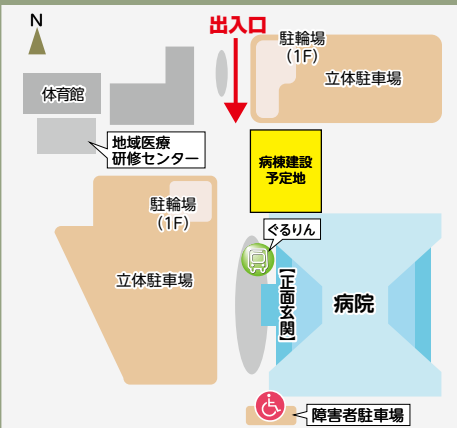 N
出入口
駐輪場
(1F)
立体駐車場
体育館
地域医療
研修センター
病棟建設
予定地
駐輪場
(1F)
ぐるりん
立体駐車場
【正面玄関】
病院
障害者駐車場